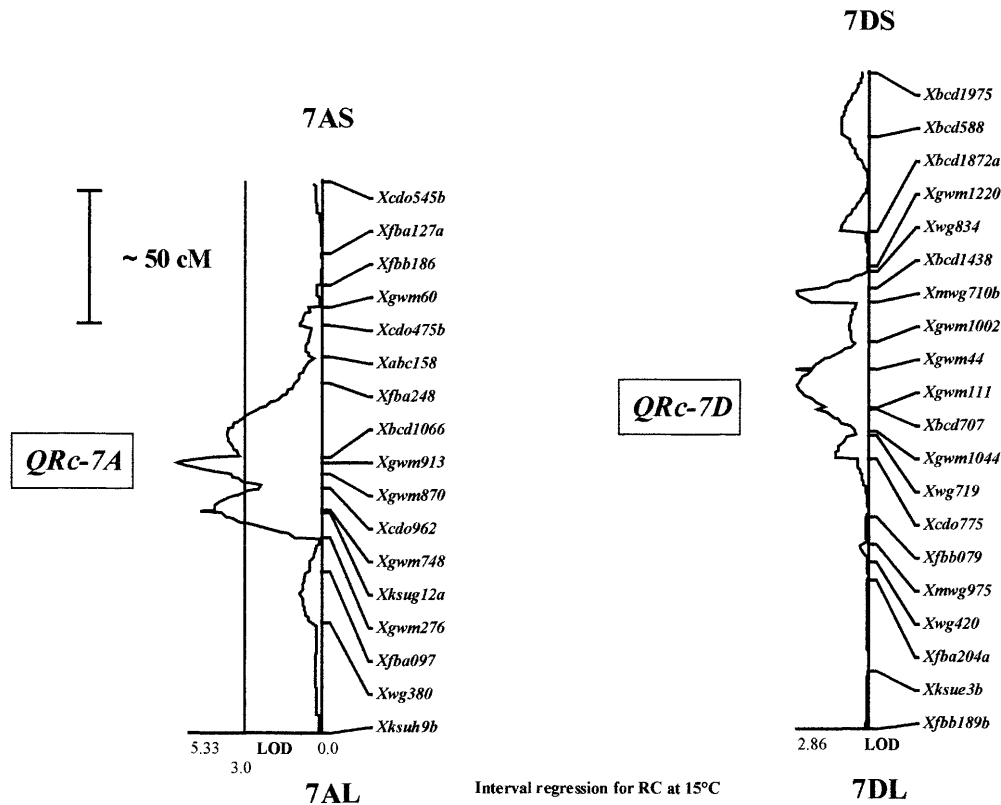 7AS
~ 50 cM
QRc-7A
Xcdo545b
Xfba127a
Xfbb186
Xgwm60
Xcdo475b
Xabc158
Xfba248
Xbcd1066
Xgwm913
Xgwm870
Xcdo962
Xgwm748
Xksug12a
Xgwm276
Xfba097
Xwg380
Xksuh9b
5.33 LOD 0.0
3.0
7AL
7DS
QRc-7D
Xbcd1975
Xbcd588
Xbcd1872a
Xgwm1220
Xwg834
Xbcd1438
Xmwg710b
Xgwm1002
Xgwm44
Xgwm111
Xbcd707
Xgwm1044
Xwg719
Xcdo775
Xfbb079
Xmwg975
Xwg420
Xfba204a
Xksue3b
Xfbb189b
2.86 LOD
7DL
Interval regression for RC at 15°C